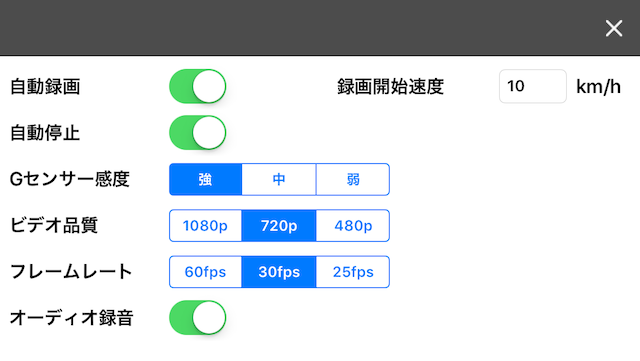 自動録画 録画開始速度 10 km/h
自動停止
Gセンサー感度 強 中 弱
ビデオ品質 1080p 720p 480p
フレームレート 60fps 30fps 25fps
オーディオ録音